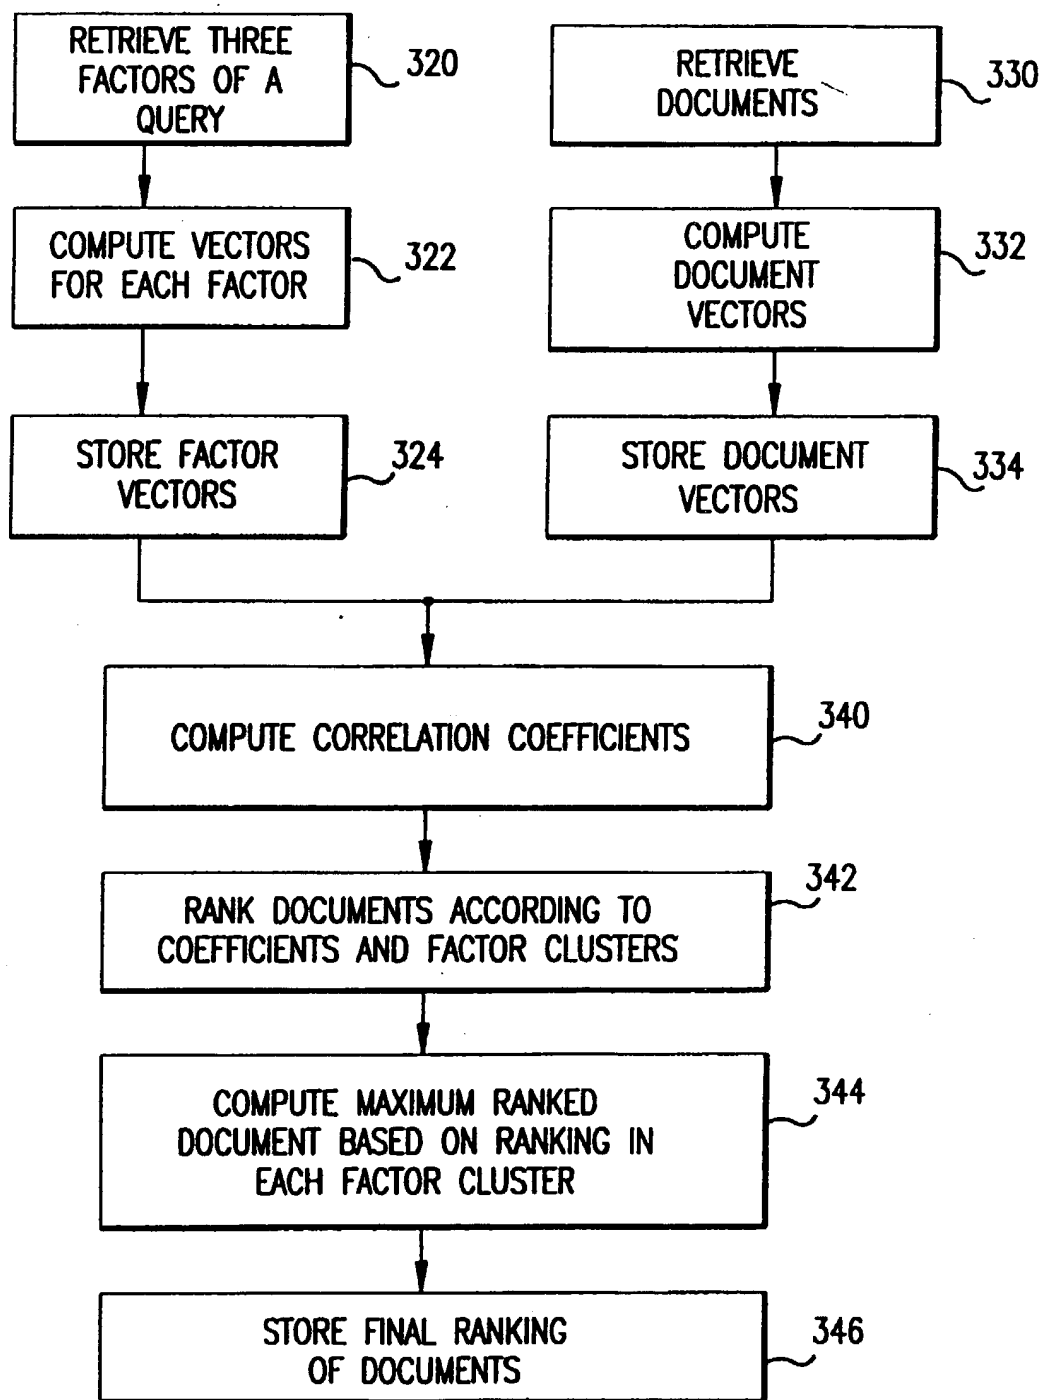 RETRIEVE THREE
FACTORS OF A
QUERY
320
RETRIEVE
DOCUMENTS
330
COMPUTE VECTORS
FOR EACH FACTOR
322
COMPUTE
DOCUMENT
VECTORS
332
STORE FACTOR
VECTORS
324
STORE DOCUMENT
VECTORS
334
COMPUTE CORRELATION COEFFICIENTS
340
RANK DOCUMENTS ACCORDING TO
COEFFICIENTS AND FACTOR CLUSTERS
342
COMPUTE MAXIMUM RANKED
DOCUMENT BASED ON RANKING IN
EACH FACTOR CLUSTER
344
STORE FINAL RANKING
OF DOCUMENTS
346